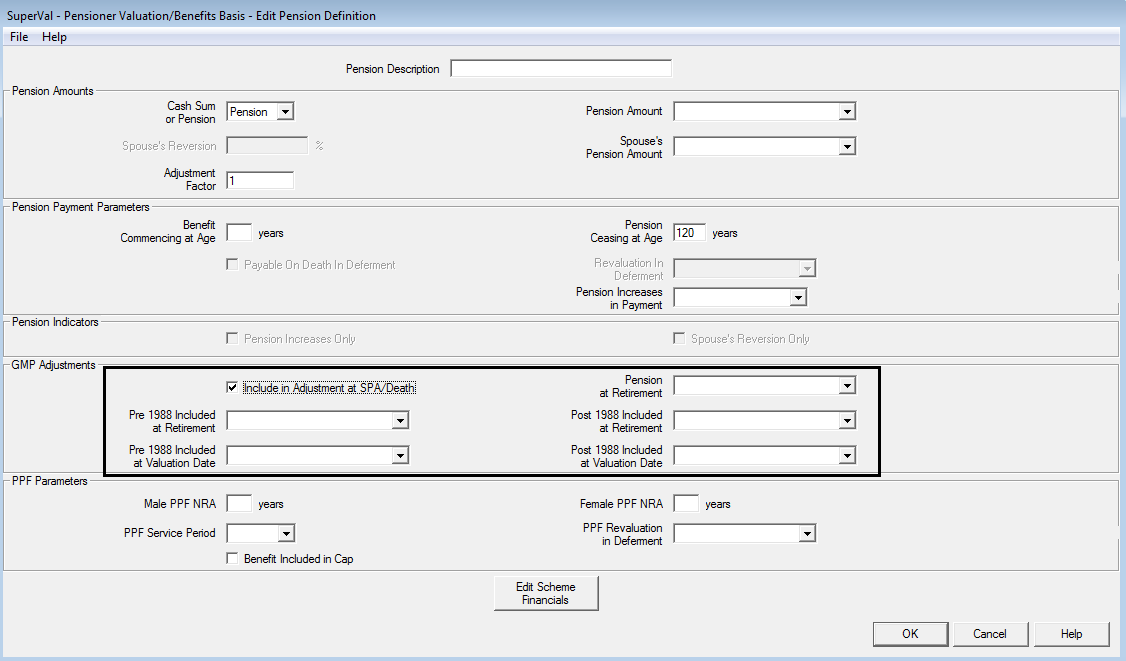 SuperVal - Pensioner Valuation/Benefits Basis - Edit Pension Definition
File Help
Pension Description
Pension Amounts
Cash Sum
or Pension
Pension
Pension Amount
Spouse's Reversion
%
Spouse's
Pension Amount
Adjustment
Factor
1
Pension Payment Parameters
Benefit
Commencing at Age
years
Pension
Ceasing at Age
120
years
Payable On Death In Deferment
Revaluation In
Deferment
Pension Increases
in Payment
Pension Indicators
Pension Increases Only
Spouse's Reversion Only
GMP Adjustments
Include in Adjustment at SPA/Death
Pension
at Retirement
Pre 1988 Included
at Retirement
Post 1988 Included
at Retirement
Pre 1988 Included
at Valuation Date
Post 1988 Included
at Valuation Date
PPF Parameters
Male PPF NRA
years
Female PPF NRA
years
PPF Service Period
PPF Revaluation
in Deferment
Benefit Included in Cap
Edit Scheme
Financials
OK
Cancel
Help